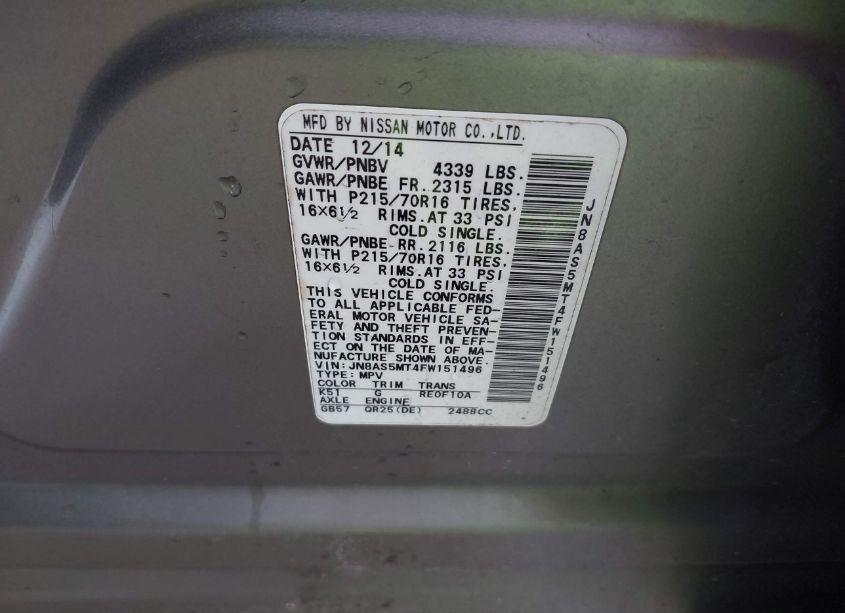 MFD BY NISSAN MOTOR CO.,LTD.
DATE 12/14
GVWR/PNBV 4339 LBS.
GAWR/PNBE FR. 2315 LBS.
WITH P215/70R16 TIRES,
16×6½ RIMS. AT 33 PSI
COLD SINGLE.
GAWR/PNBE RR. 2116 LBS.
WITH P215/70R16 TIRES,
16×6½ RIMS. AT 33 PSI
COLD SINGLE.
THIS VEHICLE CONFORMS
TO ALL APPLICABLE FED-
ERAL MOTOR VEHICLE SA-
FETY AND THEFT PREVEN-
TION STANDARDS IN EFF-
ECT ON THE DATE OF MA-
NUFACTURE SHOWN ABOVE.
VIN: JN8AS5MT4FW151496
TYPE: MPV
COLOR TRIM TRANS
K51 G RE0F10A
AXLE ENGINE
GB57 QR25(DE) 2488CC
JN8AS5MT4FW151496